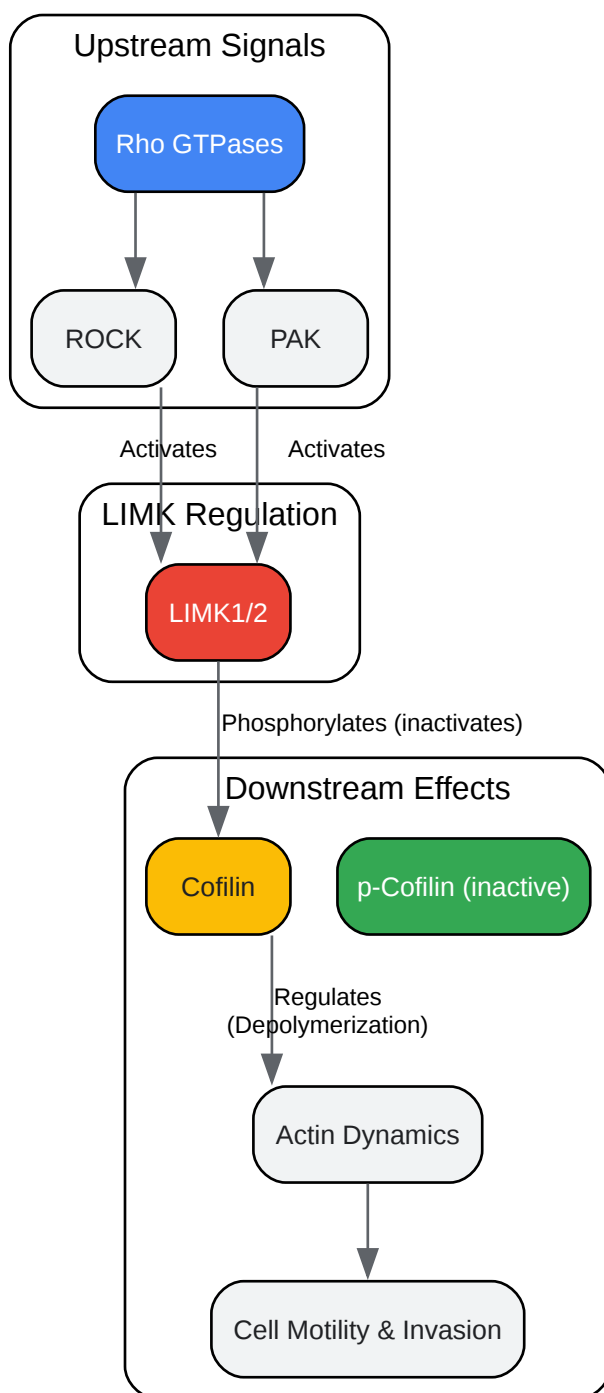 Upstream Signals
Rho GTPases
ROCK
PAK
Activates
Activates
LIMK Regulation
LIMK1/2
Phosphorylates (inactivates)
Downstream Effects
Cofilin
p-Cofilin (inactive)
Regulates
(Depolymerization)
Actin Dynamics
Cell Motility & Invasion